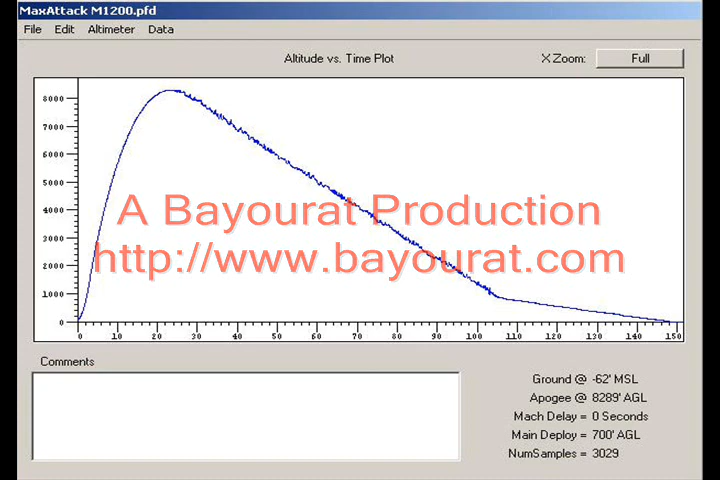 MaxAttack M1200.pfd
File Edit Altimeter Data
Altitude vs. Time Plot
X Zoom:
Full
8000
7000
6000
5000
4000
3000
2000
1000
0
0 10 20 30 40 50 60 70 80 90 100 110 120 130 140 150
A Bayourat Production
http://www.bayourat.com
Comments
Ground @ -62' MSL
Apogee @ 8289' AGL
Mach Delay = 0 Seconds
Main Deploy = 700' AGL
NumSamples = 3029